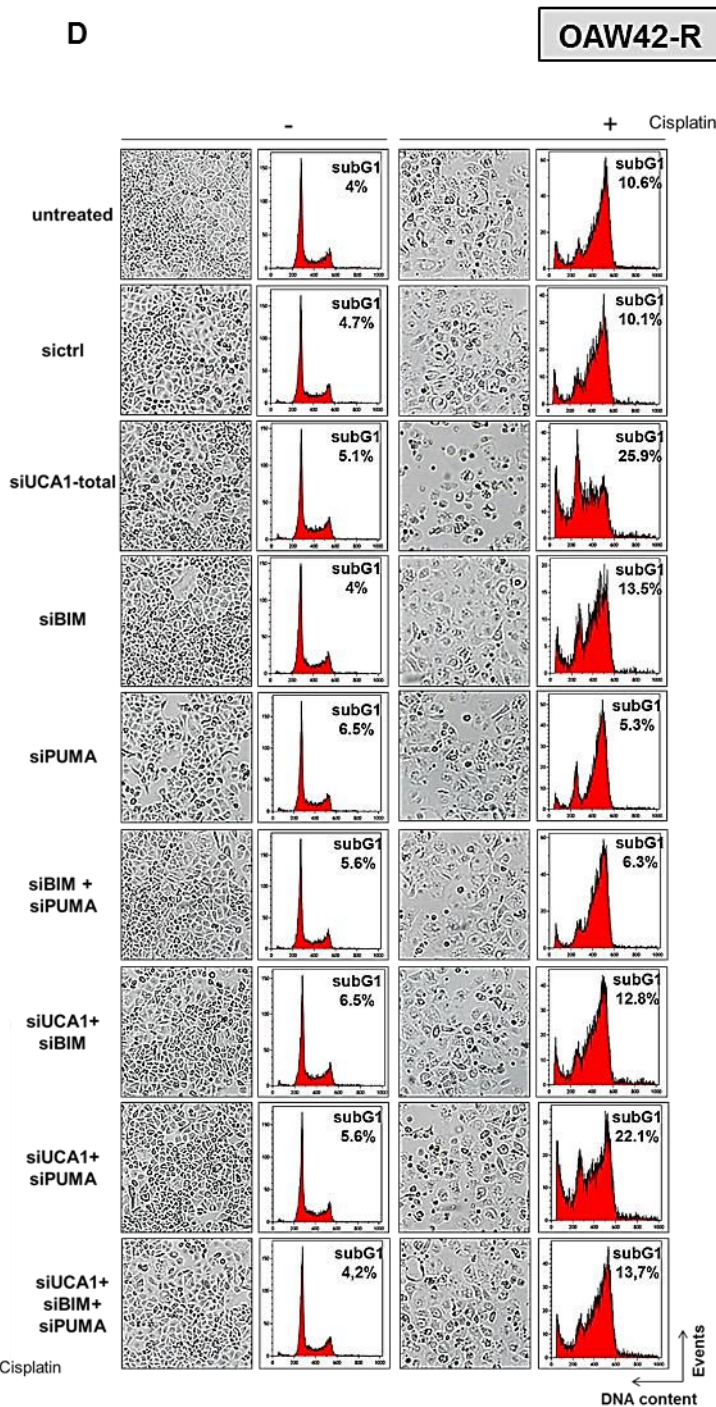 D
OAW42-R
- + Cisplatin
untreated
subG1
4%
subG1
10.6%
sictrl
subG1
4.7%
subG1
10.1%
siUCA1-total
subG1
5.1%
subG1
25.9%
siBIM
subG1
4%
subG1
13.5%
siPUMA
subG1
6.5%
subG1
5.3%
siBIM +
siPUMA
subG1
5.6%
subG1
6.3%
siUCA1+
siBIM
subG1
6.5%
subG1
12.8%
siUCA1+
siPUMA
subG1
5.6%
subG1
22.1%
siUCA1+
siBIM+
siPUMA
subG1
4,2%
subG1
13,7%
Cisplatin
Events
DNA content